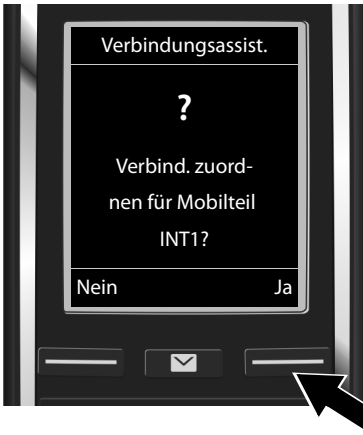 Verbindungsassist.
?
Verbind. zuord-
nen für Mobilteil
INT1?
Nein Ja